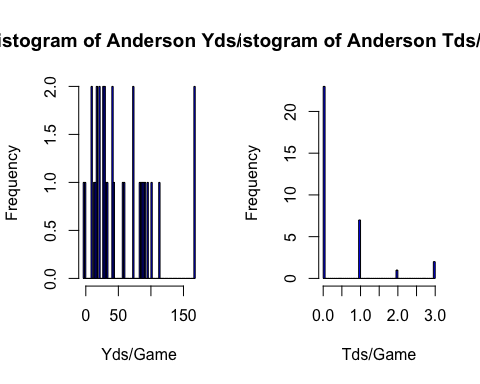 istogram of Anderson Yds/
istogram of Anderson Tds/
Frequency
0.0 0.5 1.0 1.5 2.0
0 50 150
Yds/Game
Frequency
0 5 10 15 20
0.0 1.0 2.0 3.0
Tds/Game